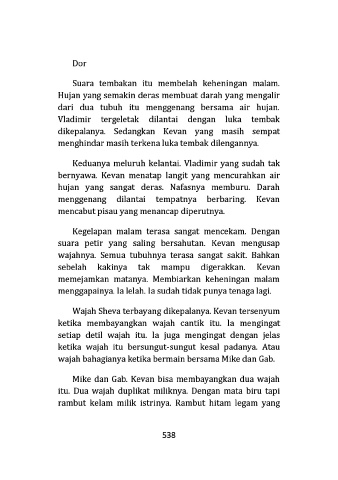 Dor
Suara tembakan itu membelah keheningan malam.
Hujan yang semakin deras membuat darah yang mengalir
dari dua tubuh itu menggenang bersama air hujan.
Vladimir tergeletak dilantai dengan luka tembak
dikepalanya. Sedangkan Kevan yang masih sempat
menghindar masih terkena luka tembak dilengannya.
Keduanya meluruh kelantai. Vladimir yang sudah tak
bernyawa. Kevan menatap langit yang mencurahkan air
hujan yang sangat deras. Nafasnya memburu. Darah
menggenang dilantai tempatnya berbaring. Kevan
mencabut pisau yang menancap diperutnya.
Kegelapan malam terasa sangat mencekam. Dengan
suara petir yang saling bersahutan. Kevan mengusap
wajahnya. Semua tubuhnya terasa sangat sakit. Bahkan
sebelah kakinya tak mampu digerakkan. Kevan
memejamkan matanya. Membiarkan keheningan malam
menggapainya. Ia lelah. Ia sudah tidak punya tenaga lagi.
Wajah Sheva terbayang dikepalanya. Kevan tersenyum
ketika membayangkan wajah cantik itu. Ia mengingat
setiap detil wajah itu. Ia juga mengingat dengan jelas
ketika wajah itu bersungut-sungut kesal padanya. Atau
wajah bahagianya ketika bermain bersama Mike dan Gab.
Mike dan Gab. Kevan bisa membayangkan dua wajah
itu. Dua wajah duplikat miliknya. Dengan mata biru tapi
rambut kelam milik istrinya. Rambut hitam legam yang
538